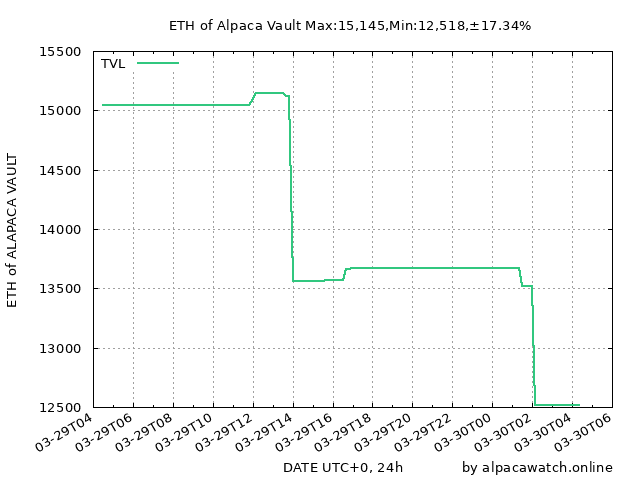 ETH of Alpaca Vault Max:15,145,Min:12,518,±17.34%
TVL
ETH of ALAPACA VAULT
15500
15000
14500
14000
13500
13000
12500
03-29T04
03-29T06
03-29T08
03-29T10
03-29T12
03-29T14
03-29T16
03-29T18
03-29T20
03-29T22
03-30T00
03-30T02
03-30T04
03-30T06
DATE UTC+0, 24h
by alpacawatch.online